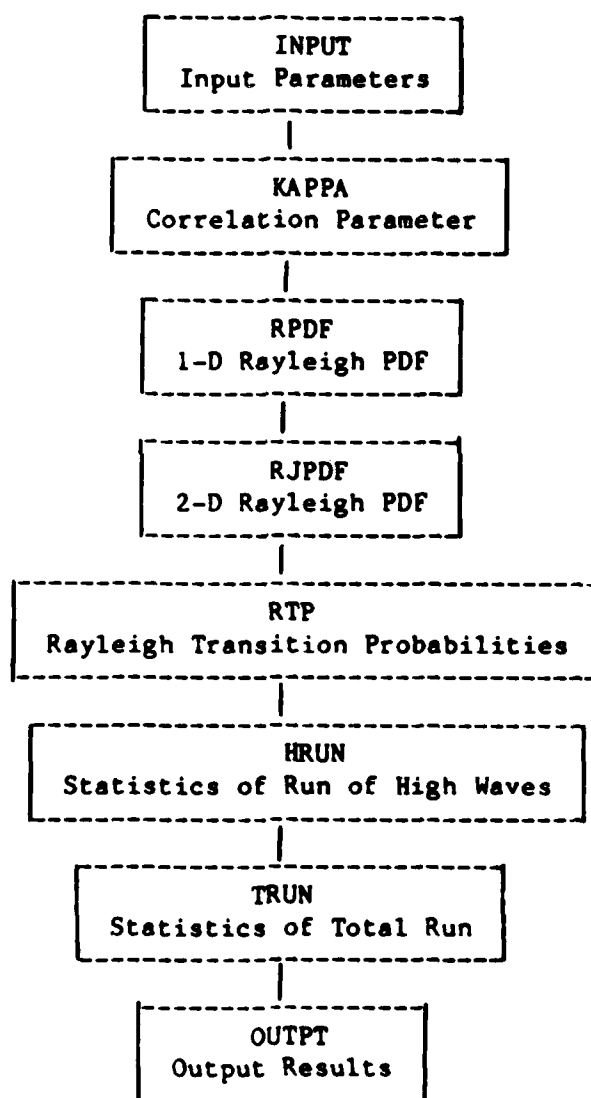 INPUT
Input Parameters
KAPPA
Correlation Parameter
RPDF
1-D Rayleigh PDF
RJPDF
2-D Rayleigh PDF
RTP
Rayleigh Transition Probabilities
HRUN
Statistics of Run of High Waves
TRUN
Statistics of Total Run
OUTPT
Output Results